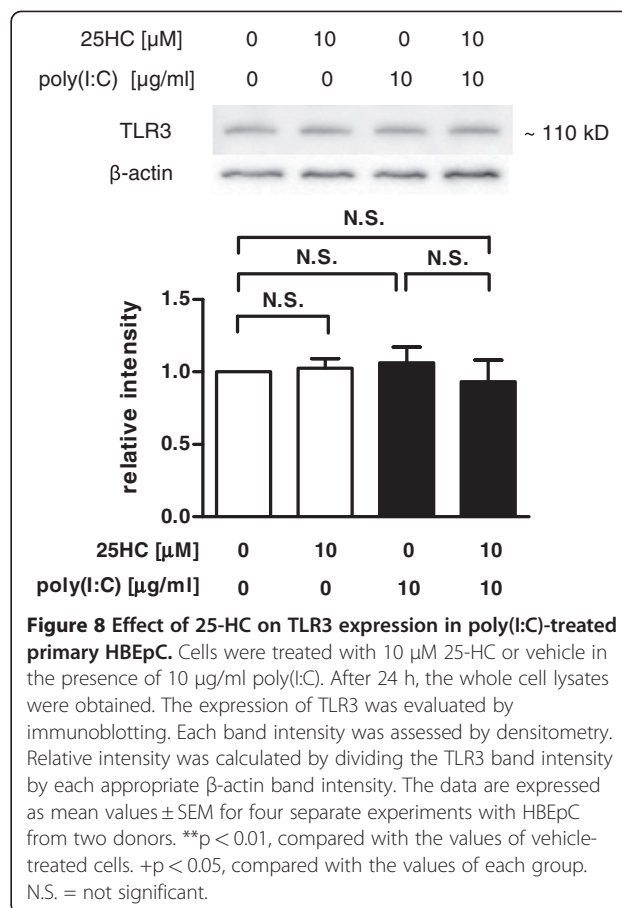 25HC [µM] 0 10 0 10
poly(I:C) [µg/ml] 0 0 10 10
TLR3 ~ 110 kD
β-actin
N.S.
N.S. N.S.
N.S.
1.5
1.0
0.5
0.0
relative intensity
25HC [µM] 0 10 0 10
poly(I:C) [µg/ml] 0 0 10 10
Figure 8 Effect of 25-HC on TLR3 expression in poly(I:C)-treated
primary HBEpC. Cells were treated with 10 µM 25-HC or vehicle in
the presence of 10 µg/ml poly(I:C). After 24 h, the whole cell lysates
were obtained. The expression of TLR3 was evaluated by
immunoblotting. Each band intensity was assessed by densitometry.
Relative intensity was calculated by dividing the TLR3 band intensity
by each appropriate β-actin band intensity. The data are expressed
as mean values ± SEM for four separate experiments with HBEpC
from two donors. **p < 0.01, compared with the values of vehicle-
treated cells. +p < 0.05, compared with the values of each group.
N.S. = not significant.